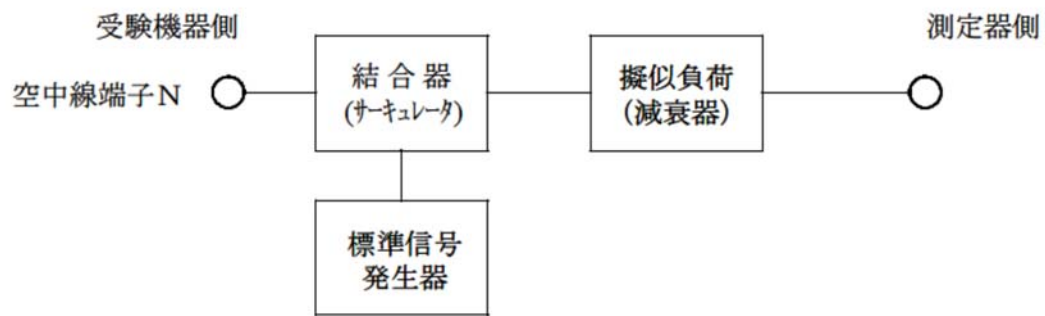 受験機器側
測定器側
空中線端子N
結合器
(サーキュレータ)
擬似負荷
(減衰器)
標準信号
発生器